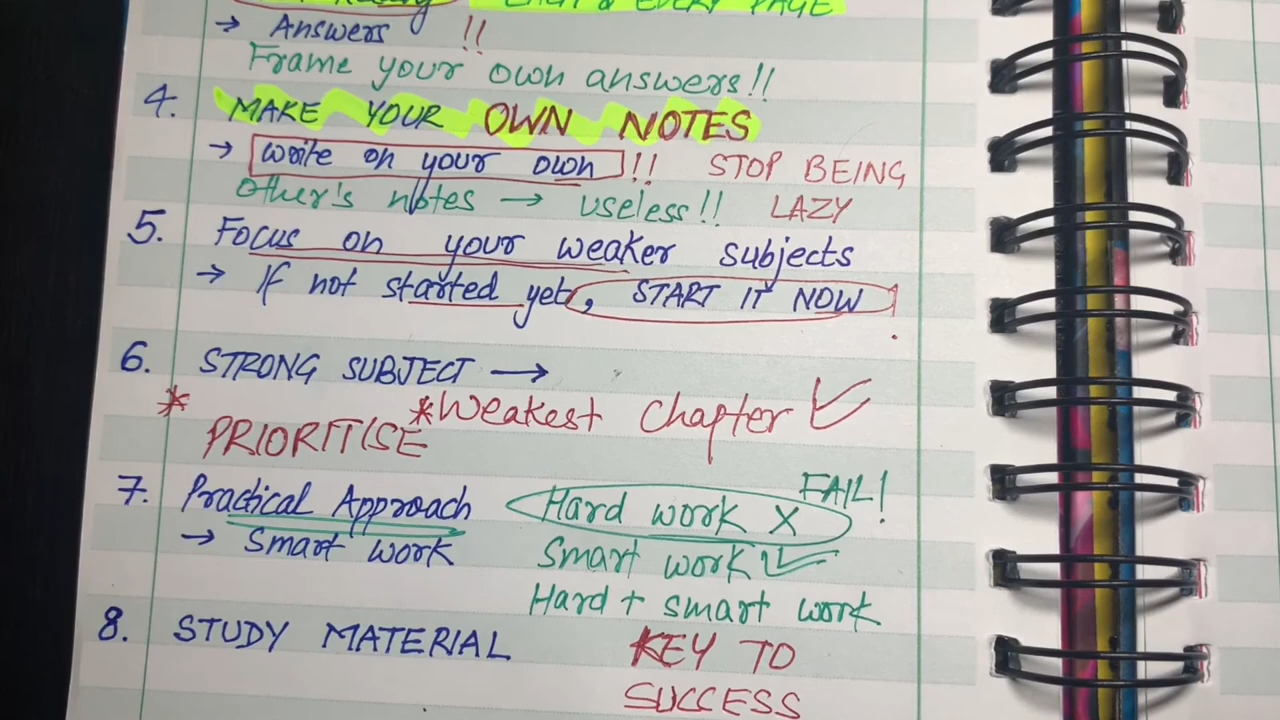 EACH & EVERY PAGE
→ Answers !!
Frame your own answers!!
4. MAKE YOUR OWN NOTES
→ write on your own !! STOP BEING
other's notes → useless!! LAZY
5. Focus on your weaker subjects
→ If not started yet, START IT NOW
6. STRONG SUBJECT →
* *Weakest Chapter
PRIORITISE
7. Practical Approach Hard work X FAIL!
→ Smart work Smart work
Hard + smart work
8. STUDY MATERIAL KEY TO
SUCCESS